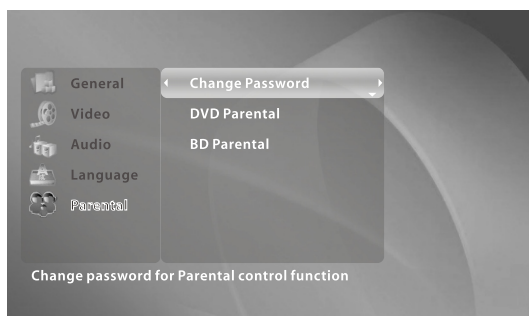 General
Video
Audio
Language
Parental
Change Password
DVD Parental
BD Parental
Change password for Parental control function